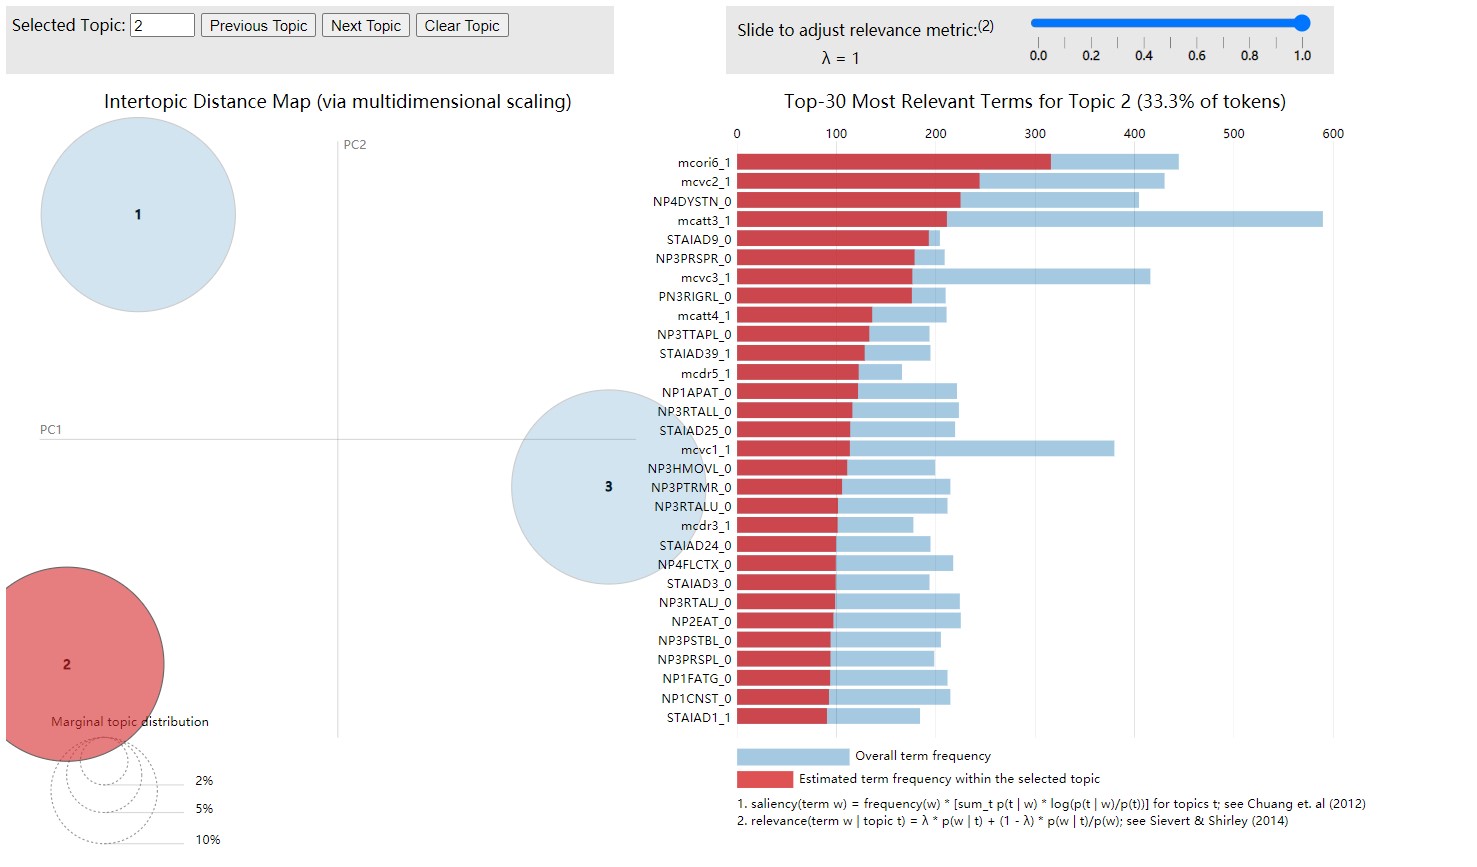 Selected Topic: 2 Previous Topic Next Topic Clear Topic
Slide to adjust relevance metric:(2)
λ = 1
0.0 0.2 0.4 0.6 0.8 1.0
Intertopic Distance Map (via multidimensional scaling)
PC2
PC1
1
3
2
Marginal topic distribution
2%
5%
10%
Top-30 Most Relevant Terms for Topic 2 (33.3% of tokens)
0 100 200 300 400 500 600
mcori6_1
mcvc2_1
NP4DYSTN_0
mcatt3_1
STAIAD9_0
NP3PRSPR_0
mcvc3_1
PN3RIGRL_0
mcatt4_1
NP3TTAPL_0
STAIAD39_1
mcdr5_1
NP1APAT_0
NP3RTALL_0
STAIAD25_0
mcvc1_1
NP3HMOVL_0
NP3PTRMR_0
NP3RTALU_0
mcdr3_1
STAIAD24_0
NP4FLCTX_0
STAIAD3_0
NP3RTALJ_0
NP2EAT_0
NP3PSTBL_0
NP3PRSPL_0
NP1FATG_0
NP1CNST_0
STAIAD1_1
Overall term frequency
Estimated term frequency within the selected topic
1. saliency(term w) = frequency(w) * [sum_t p(t | w) * log(p(t | w)/p(t))] for topics t; see Chuang et. al (2012)
2. relevance(term w | topic t) = λ * p(w | t) + (1 - λ) * p(w | t)/p(w); see Sievert & Shirley (2014)